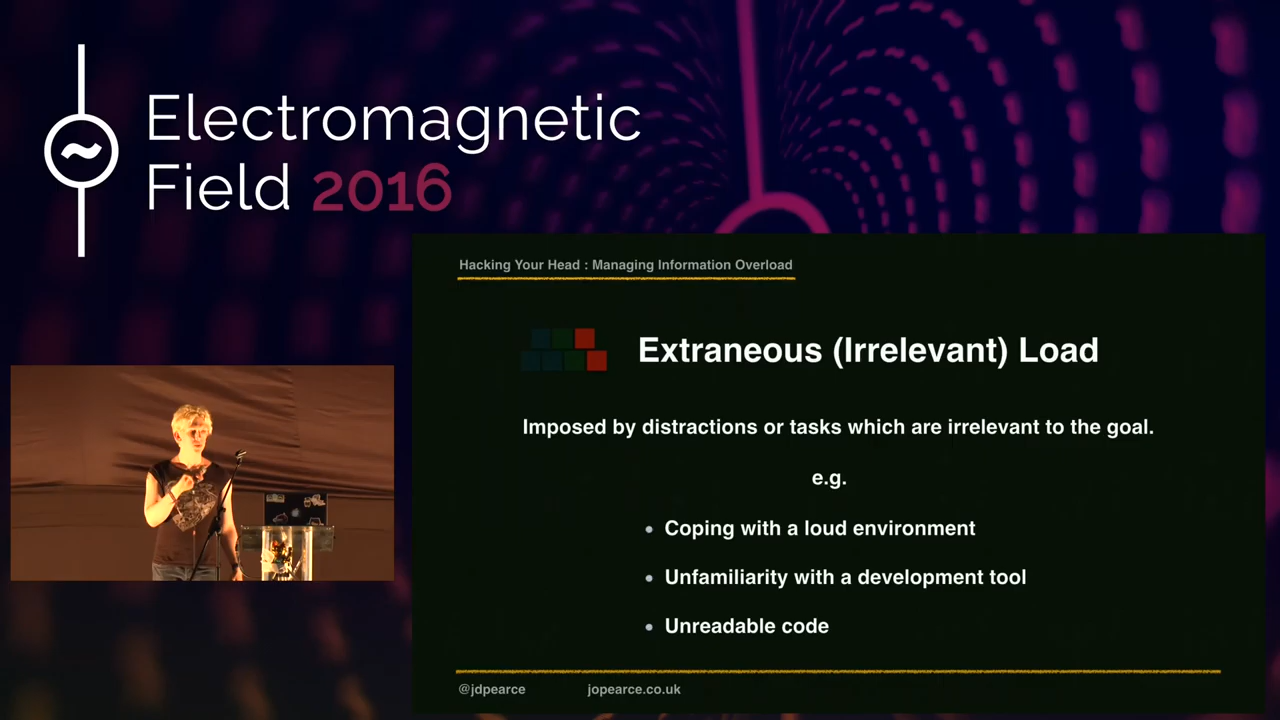 Electromagnetic
Field 2016
Hacking Your Head : Managing Information Overload
Extraneous (Irrelevant) Load
Imposed by distractions or tasks which are irrelevant to the goal.
e.g.
• Coping with a loud environment
• Unfamiliarity with a development tool
• Unreadable code
@jdpearce jopearce.co.uk